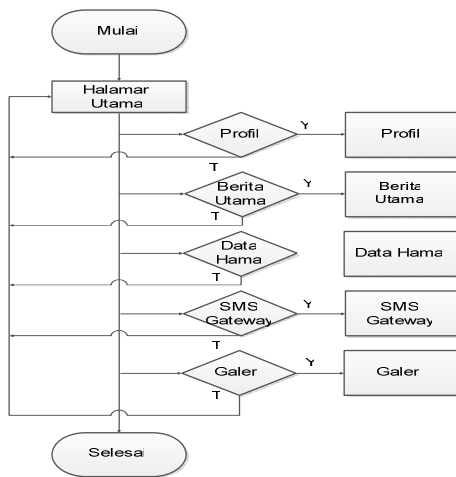 Mulai
Halamar
Utama
Profil
Y
Profil
T
Berita
Utama
Y
Berita
Utama
T
Data
Hama
Data Hama
T
SMS
Gateway
Y
SMS
Gateway
T
Galer
Y
Galer
T
Selesai